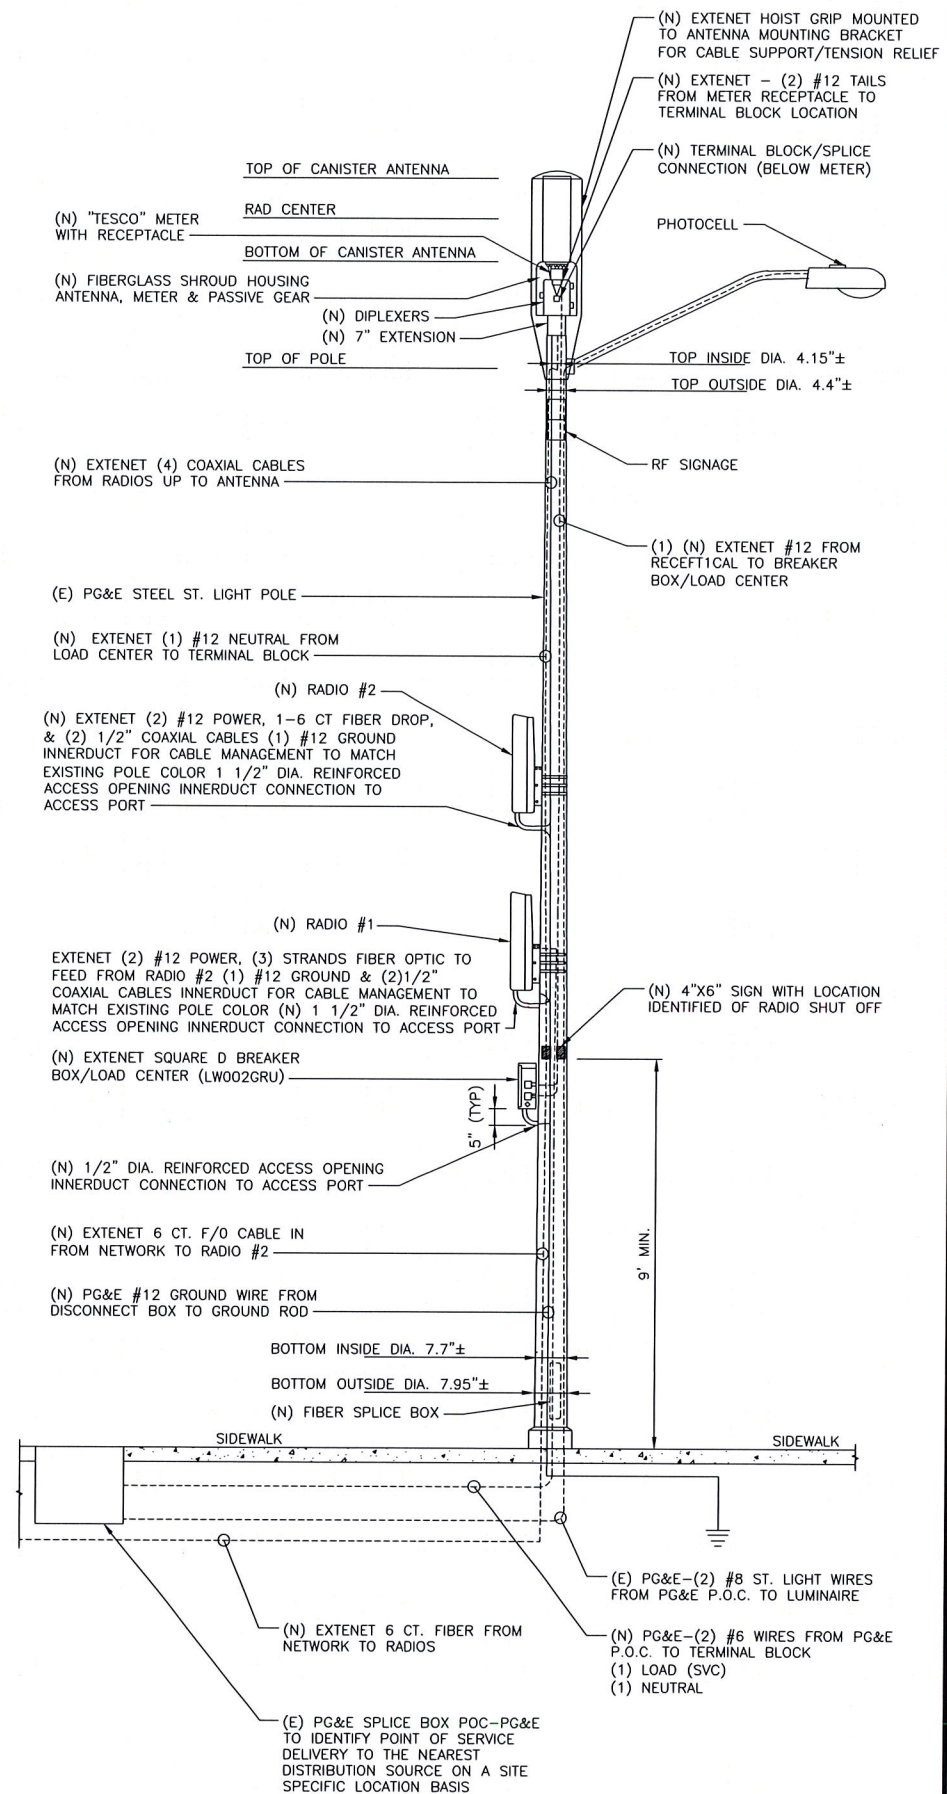 (N) EXTENET HOIST GRIP MOUNTED
TO ANTENNA MOUNTING BRACKET
FOR CABLE SUPPORT/TENSION RELIEF
(N) EXTENET - (2) #12 TAILS
FROM METER RECEPTACLE TO
TERMINAL BLOCK LOCATION
(N) TERMINAL BLOCK/SPLICE
CONNECTION (BELOW METER)
TOP OF CANISTER ANTENNA
RAD CENTER
(N) "TESCO" METER
WITH RECEPTACLE
PHOTOCELL
BOTTOM OF CANISTER ANTENNA
(N) FIBERGLASS SHROUD HOUSING
ANTENNA, METER & PASSIVE GEAR
(N) DIPLEXERS
(N) 7" EXTENSION
TOP OF POLE
TOP INSIDE DIA. 4.15"±
TOP OUTSIDE DIA. 4.4"±
(N) EXTENET (4) COAXIAL CABLES
FROM RADIOS UP TO ANTENNA
RF SIGNAGE
(1) (N) EXTENET #12 FROM
RECEFT1CAL TO BREAKER
BOX/LOAD CENTER
(E) PG&E STEEL ST. LIGHT POLE
(N) EXTENET (1) #12 NEUTRAL FROM
LOAD CENTER TO TERMINAL BLOCK
(N) RADIO #2
(N) EXTENET (2) #12 POWER, 1-6 CT FIBER DROP,
& (2) 1/2" COAXIAL CABLES (1) #12 GROUND
INNERDUCT FOR CABLE MANAGEMENT TO MATCH
EXISTING POLE COLOR 1 1/2" DIA. REINFORCED
ACCESS OPENING INNERDUCT CONNECTION TO
ACCESS PORT
(N) RADIO #1
EXTENET (2) #12 POWER, (3) STRANDS FIBER OPTIC TO
FEED FROM RADIO #2 (1) #12 GROUND & (2)1/2"
COAXIAL CABLES INNERDUCT FOR CABLE MANAGEMENT TO
MATCH EXISTING POLE COLOR (N) 1 1/2" DIA. REINFORCED
ACCESS OPENING INNERDUCT CONNECTION TO ACCESS PORT
(N) 4"X6" SIGN WITH LOCATION
IDENTIFIED OF RADIO SHUT OFF
(N) EXTENET SQUARE D BREAKER
BOX/LOAD CENTER (LW002GRU)
5" (TYP)
(N) 1/2" DIA. REINFORCED ACCESS OPENING
INNERDUCT CONNECTION TO ACCESS PORT
(N) EXTENET 6 CT. F/O CABLE IN
FROM NETWORK TO RADIO #2
9' MIN.
(N) PG&E #12 GROUND WIRE FROM
DISCONNECT BOX TO GROUND ROD
BOTTOM INSIDE DIA. 7.7"±
BOTTOM OUTSIDE DIA. 7.95"±
(N) FIBER SPLICE BOX
SIDEWALK
SIDEWALK
(E) PG&E-(2) #8 ST. LIGHT WIRES
FROM PG&E P.O.C. TO LUMINAIRE
(N) EXTENET 6 CT. FIBER FROM
NETWORK TO RADIOS
(N) PG&E-(2) #6 WIRES FROM PG&E
P.O.C. TO TERMINAL BLOCK
(1) LOAD (SVC)
(1) NEUTRAL
(E) PG&E SPLICE BOX POC-PG&E
TO IDENTIFY POINT OF SERVICE
DELIVERY TO THE NEAREST
DISTRIBUTION SOURCE ON A SITE
SPECIFIC LOCATION BASIS